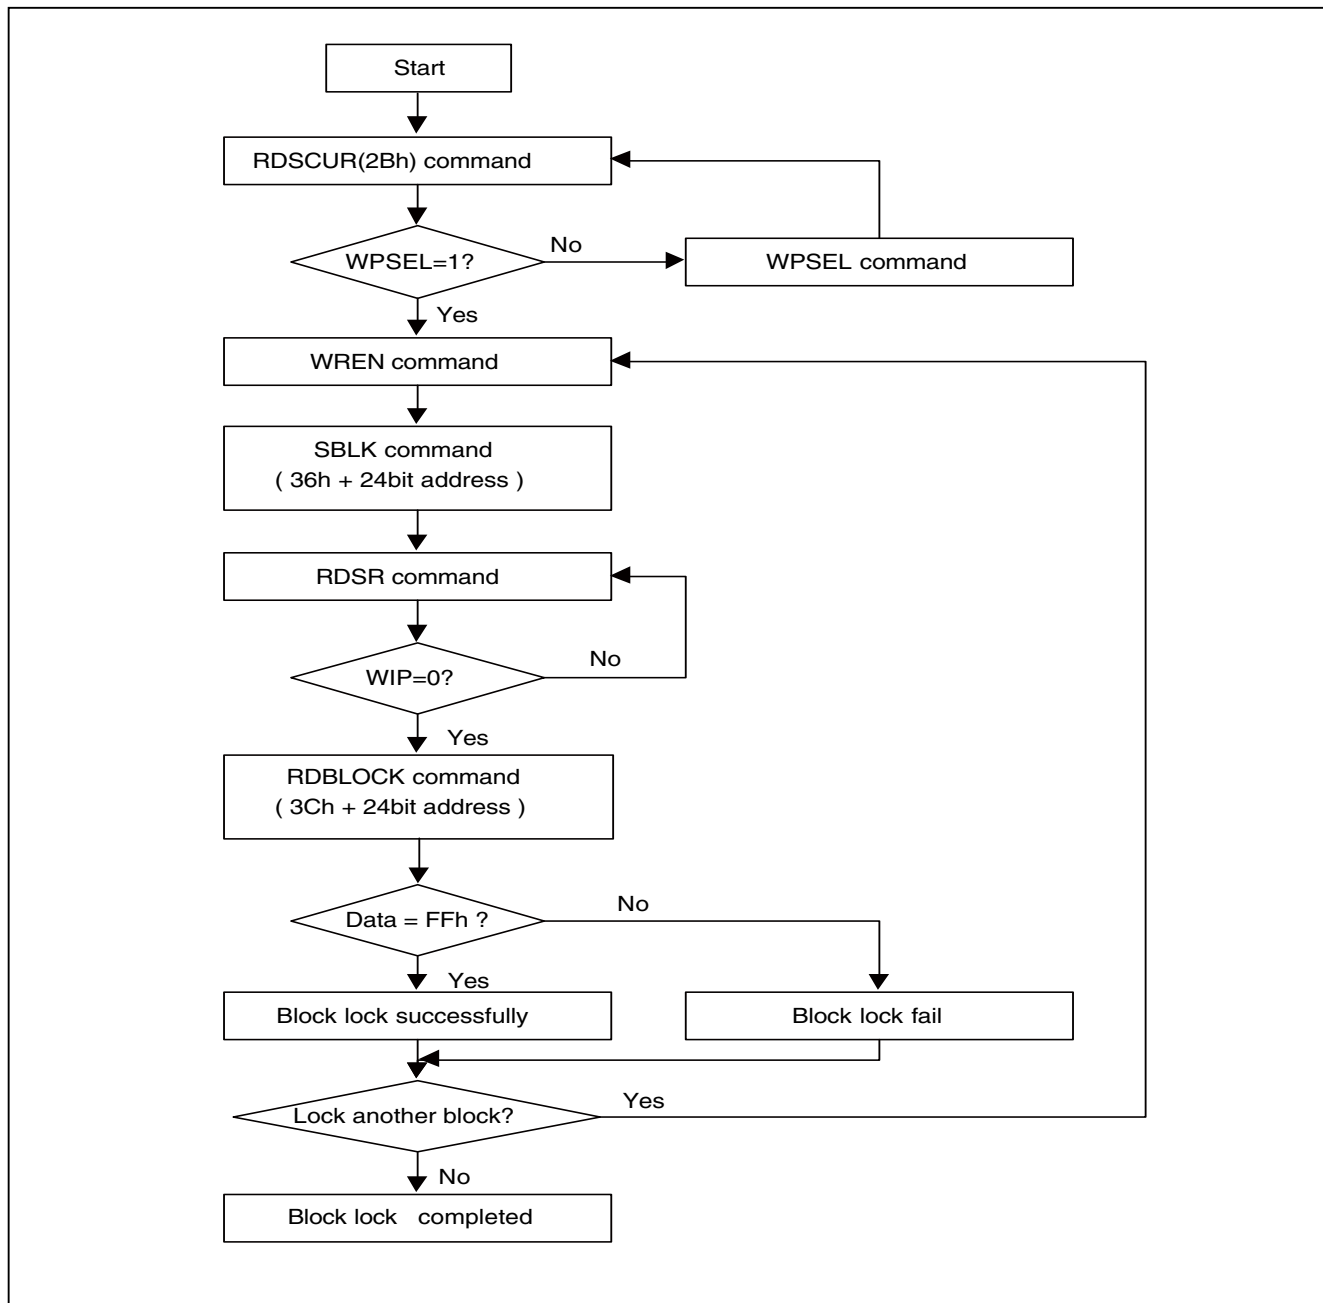 Start
RDSCUR(2Bh) command
WPSEL=1?
No
WPSEL command
Yes
WREN command
SBLK command
( 36h + 24bit address )
RDSR command
WIP=0?
No
Yes
RDBLOCK command
( 3Ch + 24bit address )
Data = FFh ?
No
Yes
Block lock successfully
Block lock fail
Lock another block?
Yes
No
Block lock completed